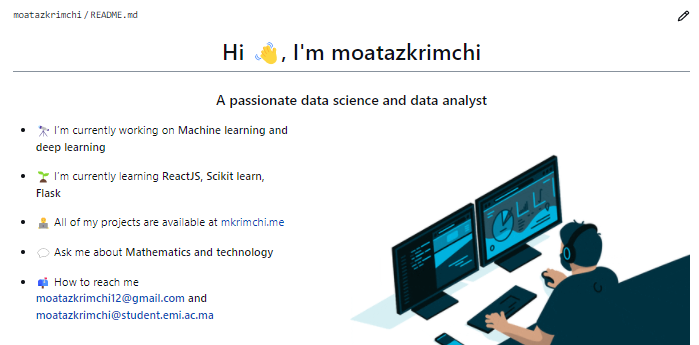 moatazkrimchi/README.md
Hi 👋, I'm moatazkrimchi
A passionate data science and data analyst
🔭 I'm currently working on Machine learning and
deep learning
🌱 I'm currently learning ReactJS, Scikit learn,
Flask
👨‍💻 All of my projects are available at mkrimchi.me
💬 Ask me about Mathematics and technology
📫 How to reach me
moatazkrimchi12@gmail.com and
moatazkrimchi@student.emi.ac.ma